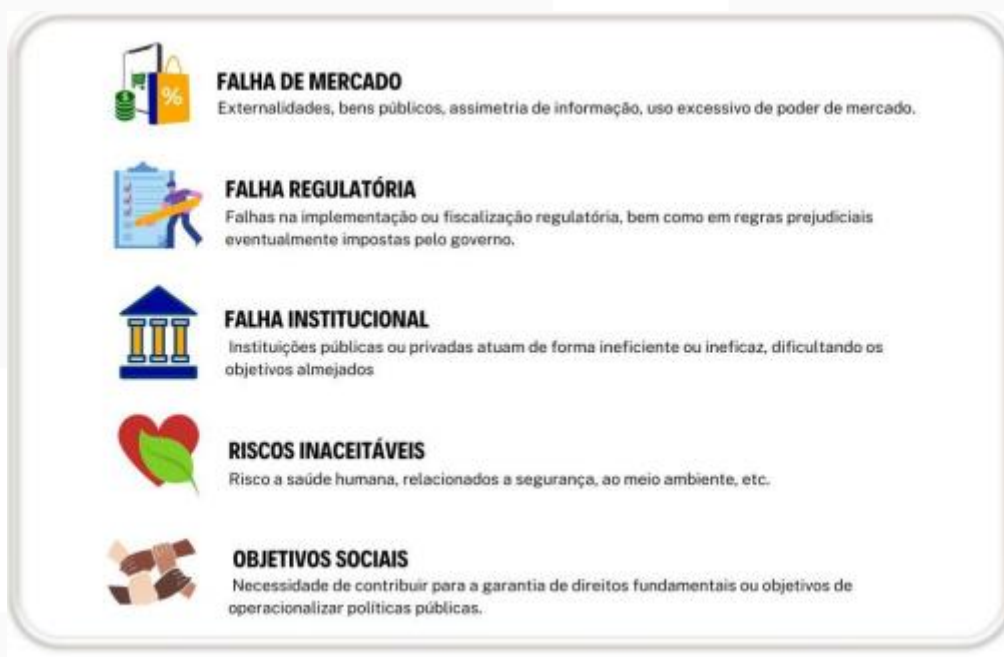 FALHA DE MERCADO
Externalidades, bens públicos, assimetria de informação, uso excessivo de poder de mercado.
FALHA REGULATÓRIA
Falhas na implementação ou fiscalização regulatória, bem como em regras prejudiciais
eventualmente impostas pelo governo.
FALHA INSTITUCIONAL
Instituições públicas ou privadas atuam de forma ineficiente ou ineficaz, dificultando os
objetivos almejados
RISCOS INACEITÁVEIS
Risco a saúde humana, relacionados a segurança, ao meio ambiente, etc.
OBJETIVOS SOCIAIS
Necessidade de contribuir para a garantia de direitos fundamentais ou objetivos de
operacionalizar políticas públicas.